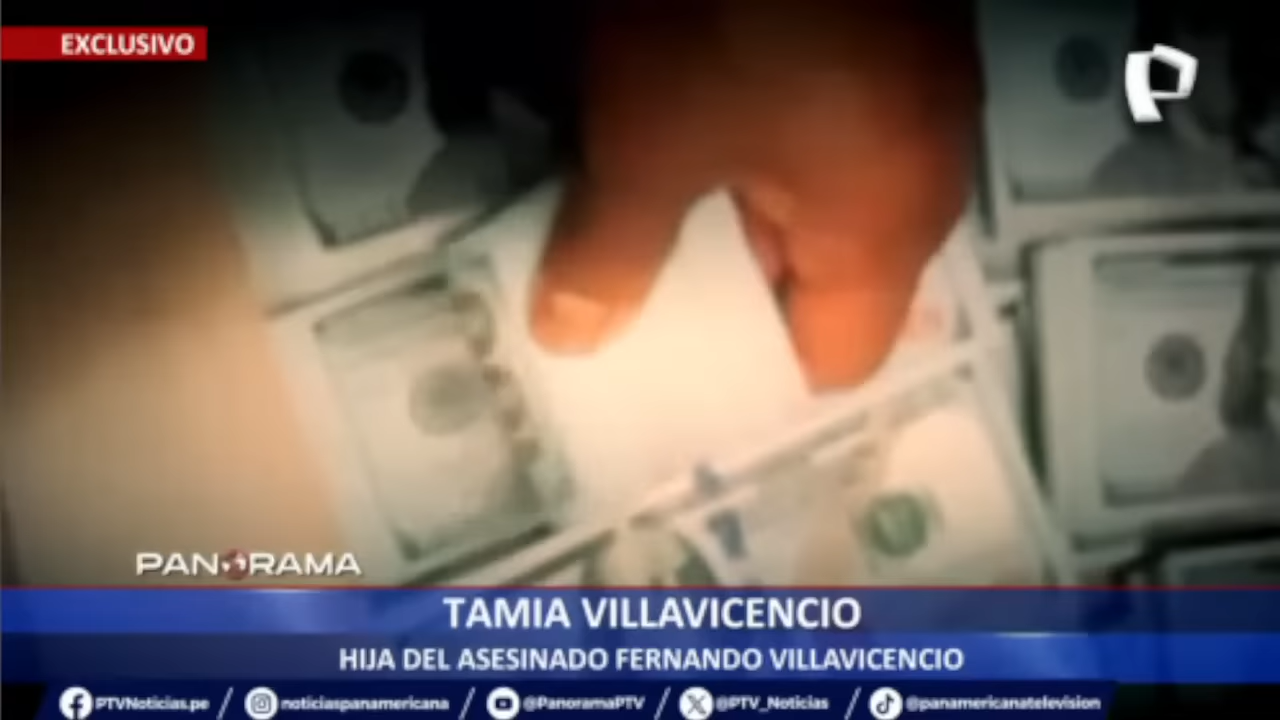 EXCLUSIVO
PANORAMA
TAMIA VILLAVICENCIO
HIJA DEL ASESINADO FERNANDO VILLAVICENCIO
PTVNoticias.pe / noticiaspanamericana / @PanoramaPTV / @PTV_Noticias / @panamericanatelevision